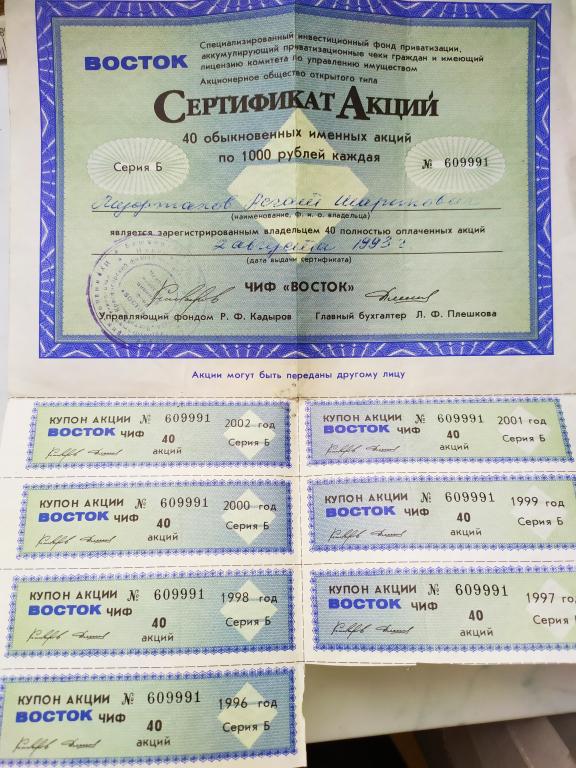 ВОСТОК
Специализированный инвестиционный фонд приватизации,
аккумулирующий приватизационные чеки граждан и имеющий
лицензию комитета по управлению имуществом
Акционерное общество открытого типа
СЕРТИФИКАТ АКЦИЙ
40 обыкновенных именных акций
по 1000 рублей каждая
Серия Б
№ 609991
(наименование, ф. и. о. владельца)
является зарегистрированным владельцем 40 полностью оплаченных акций
2 августа 1993 г
(дата выдачи сертификата)
ЧИФ «ВОСТОК»
Управляющий фондом Р. Ф. Кадыров
Главный бухгалтер Л. Ф. Плешкова
Акции могут быть переданы другому лицу
КУПОН АКЦИИ № 609991 2002 год
ВОСТОК ЧИФ 40 акций Серия Б
КУПОН АКЦИИ № 609991 2001 год
ВОСТОК ЧИФ 40 акций Серия Б
КУПОН АКЦИИ № 609991 2000 год
ВОСТОК ЧИФ 40 акций Серия Б
КУПОН АКЦИИ № 609991 1999 год
ВОСТОК ЧИФ 40 акций Серия Б
КУПОН АКЦИИ № 609991 1998 год
ВОСТОК ЧИФ 40 акций Серия Б
КУПОН АКЦИИ № 609991 1997 год
ВОСТОК ЧИФ 40 акций Серия Б
КУПОН АКЦИИ № 609991 1996 год
ВОСТОК ЧИФ 40 акций Серия Б